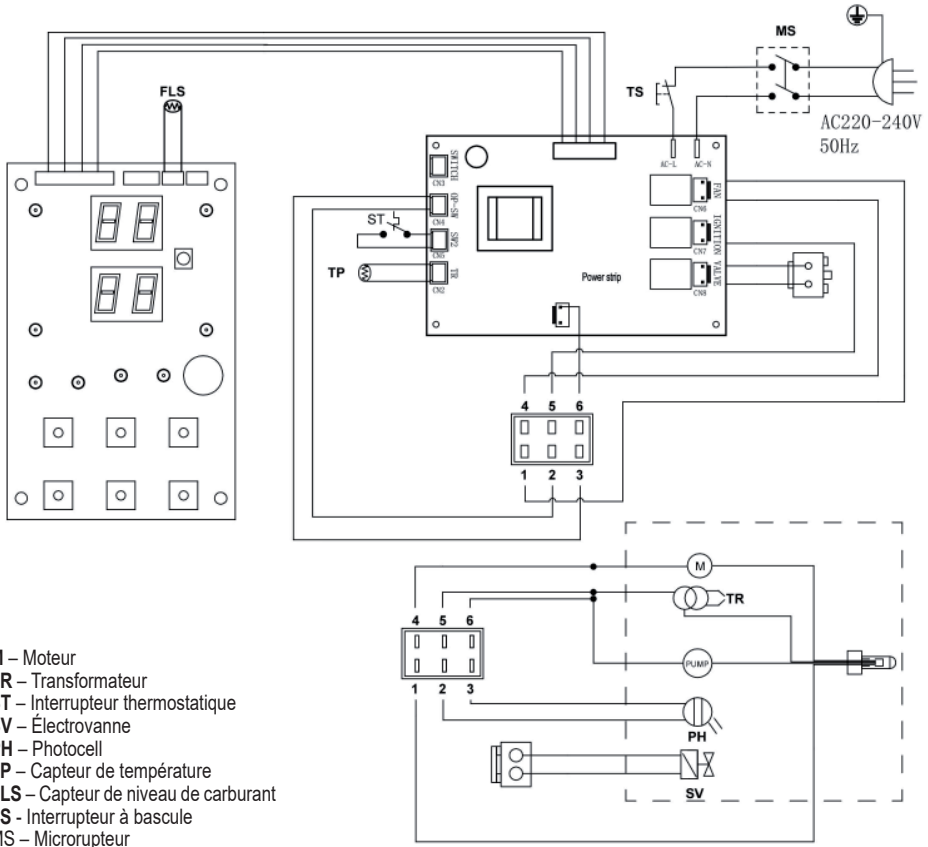 MS
FLS
TS
AC220-240V
50Hz
AC-L
AC-N
SWITCH
CN3
OP-SW
CN4
ST
SW2
CN5
TP
TR
CN2
FAN
CN6
IGNITION
CN7
VALVE
CN8
Power strip
4 5 6
1 2 3
M
TR
4 5 6
PUMP
1 2 3
PH
SV
– Moteur
R – Transformateur
T – Interrupteur thermostatique
V – Électrovanne
H – Photocell
P – Capteur de température
LS – Capteur de niveau de carburant
S - Interrupteur à bascule
MS – Microrupteur